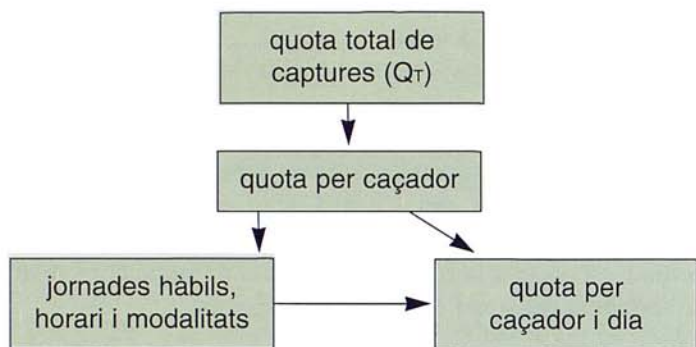 quota total de
captures (QT)
quota per caçador
jornades hàbils,
horari i modalitats
quota per
caçador i dia